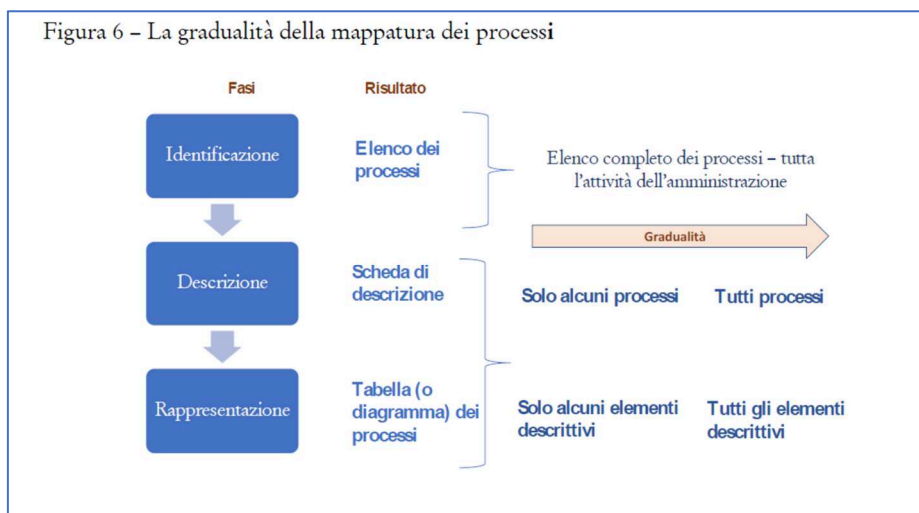 Figura 6 – La gradualità della mappatura dei processi
Fasi
Risultato
Identificazione
Elenco dei
processi
Elenco completo dei processi – tutta
l'attività dell'amministrazione
Gradualità
Descrizione
Scheda di
descrizione
Solo alcuni processi
Tutti processi
Rappresentazione
Tabella (o
diagramma) dei
processi
Solo alcuni elementi
descrittivi
Tutti gli elementi
descrittivi